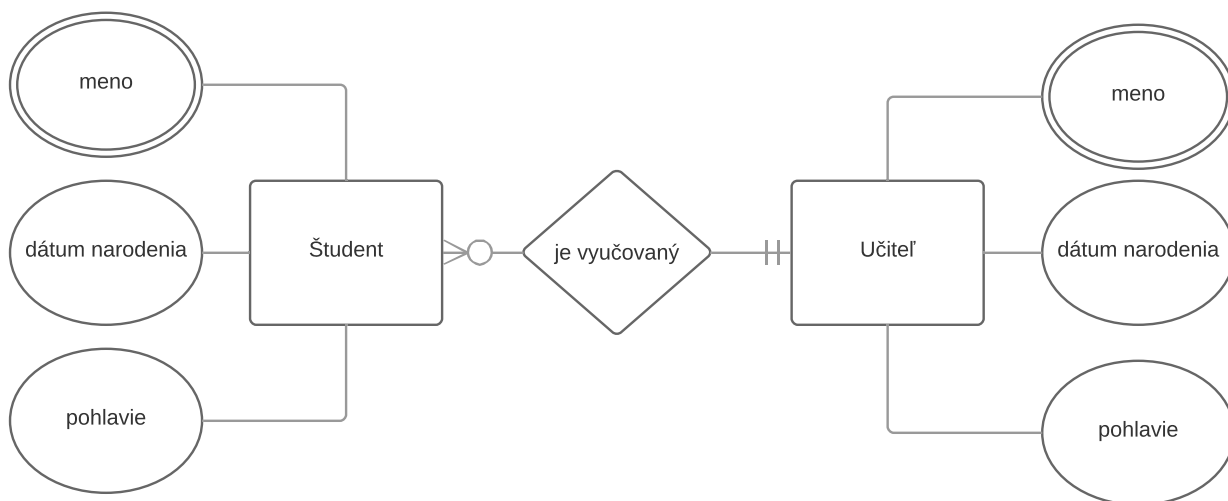 meno
meno
dátum narodenia
Študent
je vyučovaný
Učiteľ
dátum narodenia
pohlavie
pohlavie